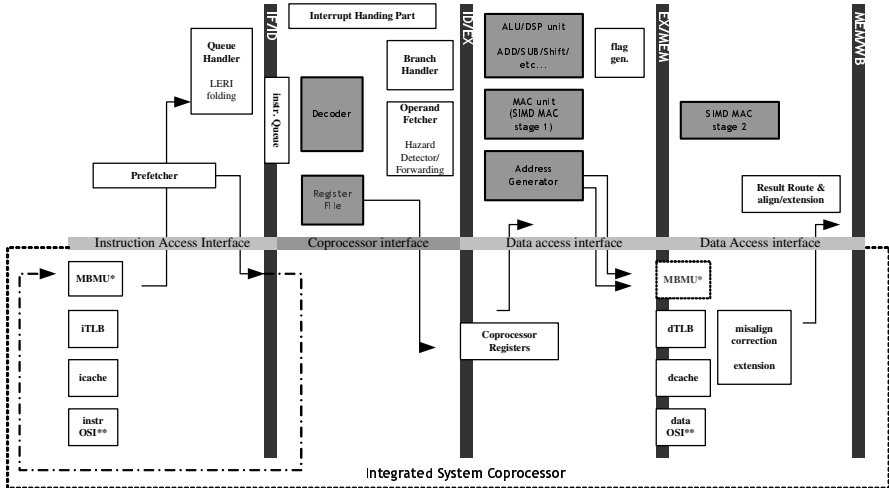 IF/ID
ID/EX
EX/MEM
MEM/WB
Interrupt Handing Part
Queue
Handler
LERI
folding
instr. Queue
Decoder
Branch
Handler
Operand
Fetcher
Hazard
Detector/
Forwarding
ALU/DSP unit
ADD/SUB/Shift/
etc...
flag
gen.
MAC unit
(SIMD MAC
stage 1)
SIMD MAC
stage 2
Prefetcher
Register
File
Address
Generator
Result Route &
align/extension
Instruction Access Interface
Coprocessor interface
Data access interface
Data Access interface
MBMU*
iTLB
icache
instr
OSI**
Coprocessor
Registers
MBMU*
dTLB
dcache
data
OSI**
misalign
correction
extension
Integrated System Coprocessor